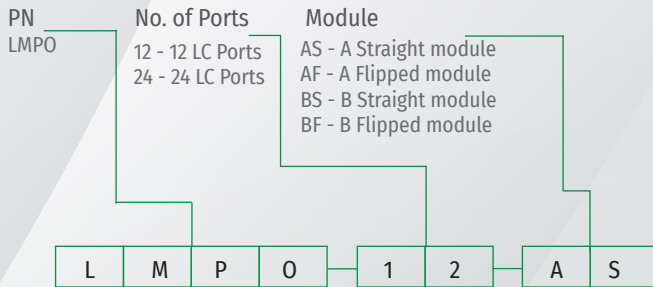 PN
LMPO
No. of Ports
12 - 12 LC Ports
24 - 24 LC Ports
Module
AS - A Straight module
AF - A Flipped module
BS - B Straight module
BF - B Flipped module
L M P O - 1 2 - A S